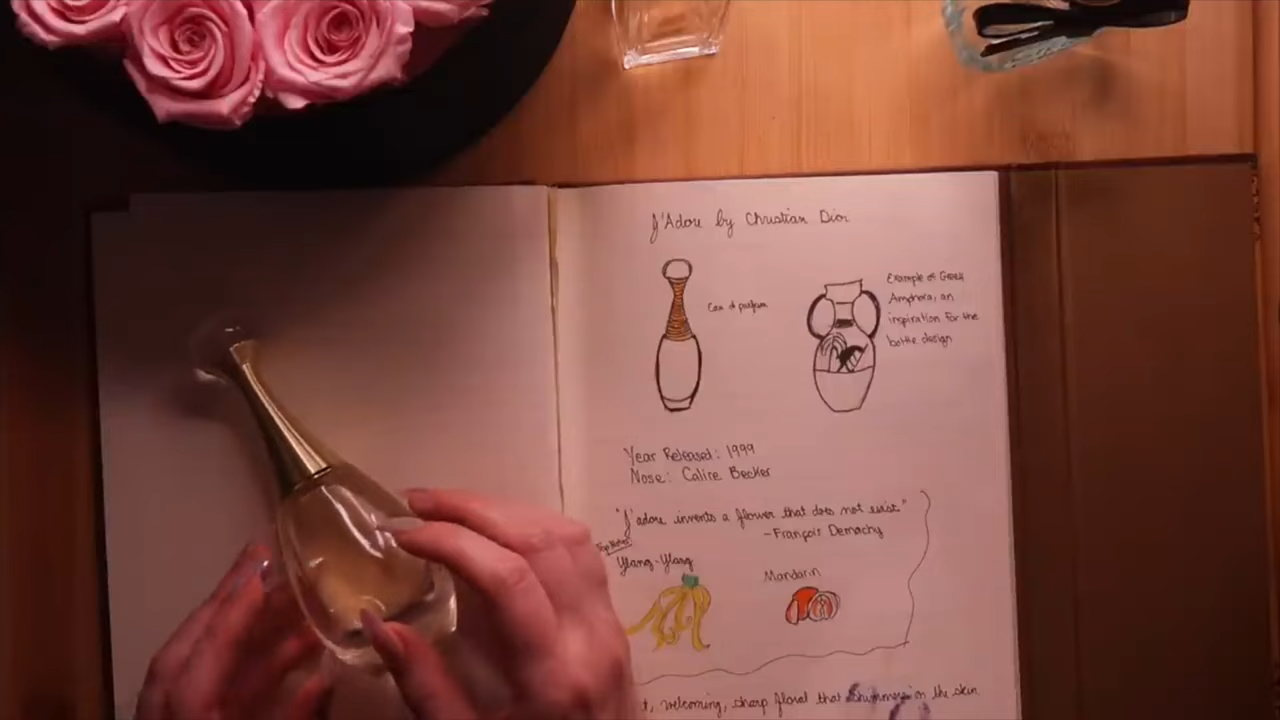 J'Adore by Christian Dior
Eau d parfum
Example of Greek
Amphora, an
inspiration for the
bottle design
Year Released: 1999
Nose: Calire Becker
"J'adore invents a flower that does not exist"
-François Demachy
Top Notes
Ylang-Ylang
Mandarin
t, welcoming, sharp floral that shimmers in the skin